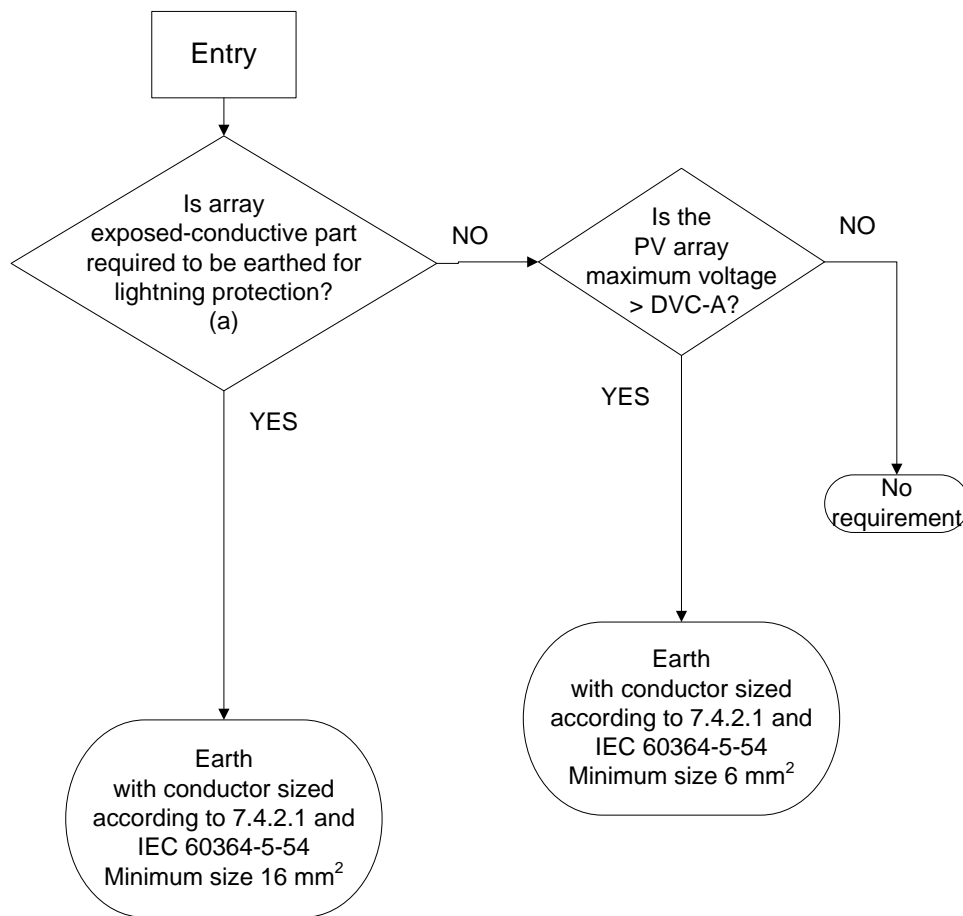 Entry
Is array
exposed-conductive part
required to be earthed for
lightning protection?
(a)
NO
Is the
PV array
maximum voltage
> DVC-A?
NO
YES
YES
No
requirement
Earth
with conductor sized
according to 7.4.2.1 and
IEC 60364-5-54
Minimum size 6 mm²
Earth
with conductor sized
according to 7.4.2.1 and
IEC 60364-5-54
Minimum size 16 mm²